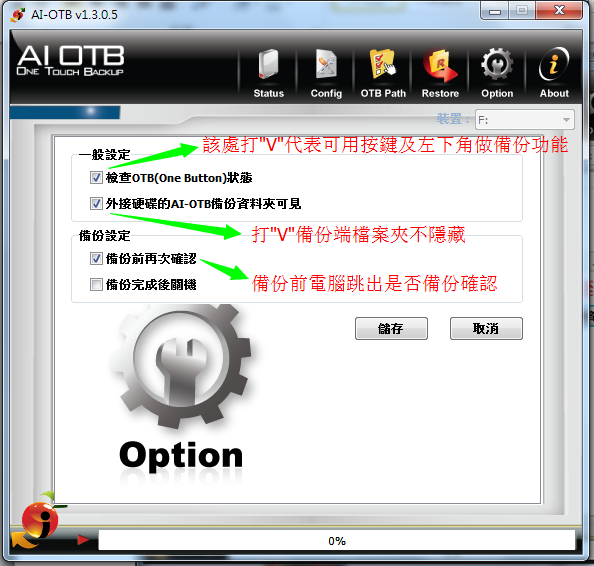 AI-OTB v1.3.0.5
AI OTB
ONE TOUCH BACKUP
Status
Config
OTB Path
Restore
Option
About
裝置：
F:
該處打"V"代表可用按鍵及左下角做備份功能
一般設定
檢查OTB(One Button)狀態
外接硬碟的AI-OTB備份資料夾可見
打"V"備份端檔案夾不隱藏
備份設定
備份前再次確認
備份完成後關機
備份前電腦跳出是否備份確認
儲存
取消
Option
0%